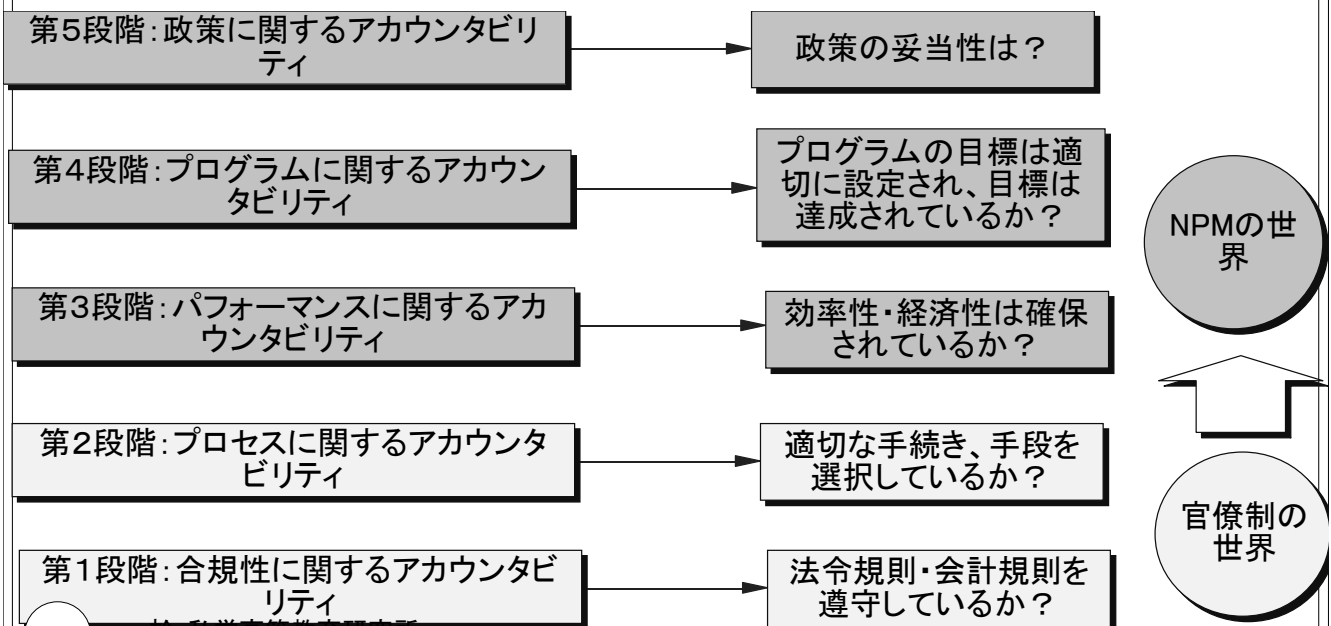 第5段階：政策に関するアカウンタビリ
ティ
政策の妥当性は？
第4段階：プログラムに関するアカウン
タビリティ
プログラムの目標は適
切に設定され、目標は
達成されているか？
NPMの世
界
第3段階：パフォーマンスに関するアカ
ウンタビリティ
効率性・経済性は確保
されているか？
第2段階：プロセスに関するアカウンタ
ビリティ
適切な手続き、手段を
選択しているか？
官僚制の
世界
第1段階：合規性に関するアカウンタビ
リティ
法令規則・会計規則を
遵守しているか？